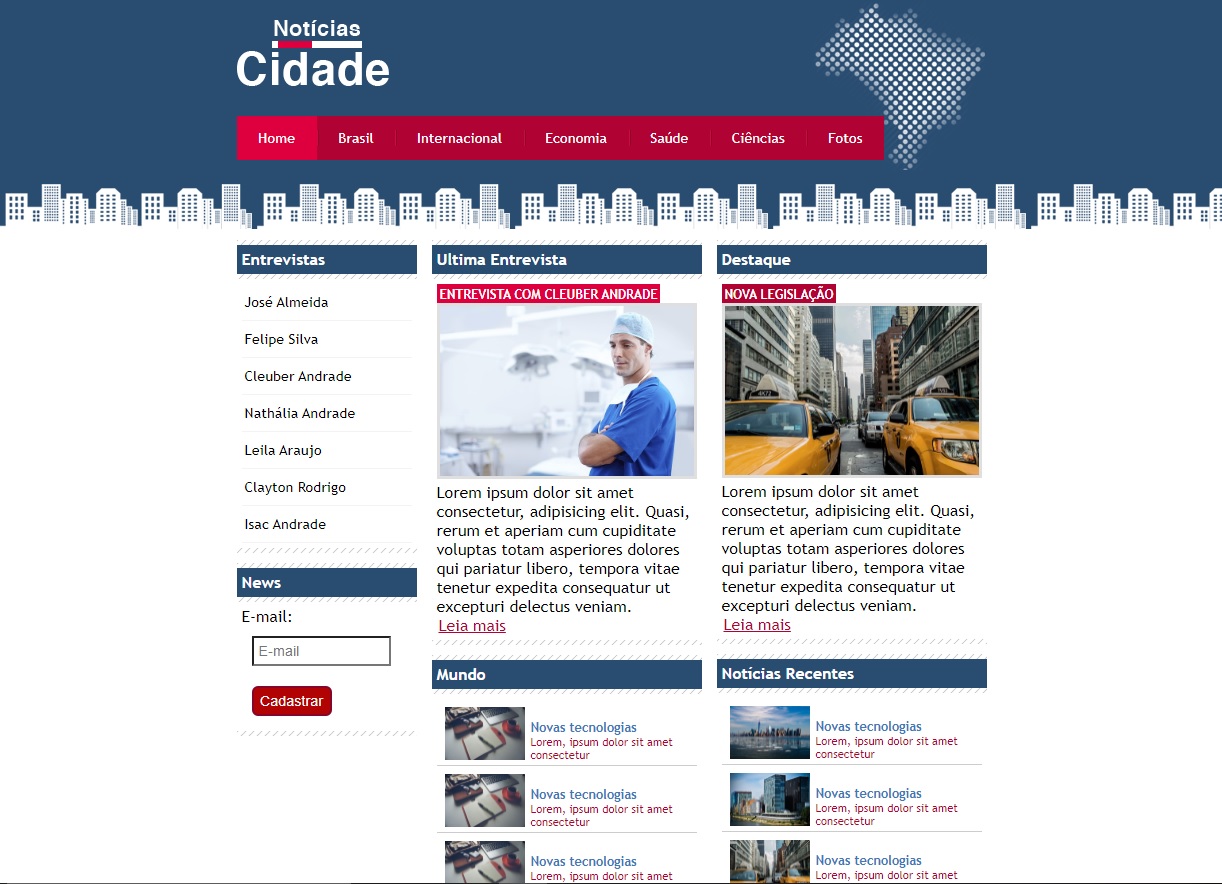 Notícias
Cidade
Home
Brasil
Internacional
Economia
Saúde
Ciências
Fotos
Entrevistas
José Almeida
Felipe Silva
Cleuber Andrade
Nathália Andrade
Leila Araujo
Clayton Rodrigo
Isac Andrade
News
E-mail:
E-mail
Cadastrar
Ultima Entrevista
ENTREVISTA COM CLEUBER ANDRADE
Lorem ipsum dolor sit amet
consectetur, adipisicing elit. Quasi,
rerum et aperiam cum cupiditate
voluptas totam asperiores dolores
qui pariatur libero, tempora vitae
tenetur expedita consequatur ut
excepturi delectus veniam.
Leia mais
Mundo
Novas tecnologias
Lorem, ipsum dolor sit amet
consectetur
Novas tecnologias
Lorem, ipsum dolor sit amet
consectetur
Novas tecnologias
Lorem, ipsum dolor sit amet
Destaque
NOVA LEGISLAÇÃO
Lorem ipsum dolor sit amet
consectetur, adipisicing elit. Quasi,
rerum et aperiam cum cupiditate
voluptas totam asperiores dolores
qui pariatur libero, tempora vitae
tenetur expedita consequatur ut
excepturi delectus veniam.
Leia mais
Notícias Recentes
Novas tecnologias
Lorem, ipsum dolor sit amet
consectetur
Novas tecnologias
Lorem, ipsum dolor sit amet
consectetur
Novas tecnologias
Lorem, ipsum dolor sit amet